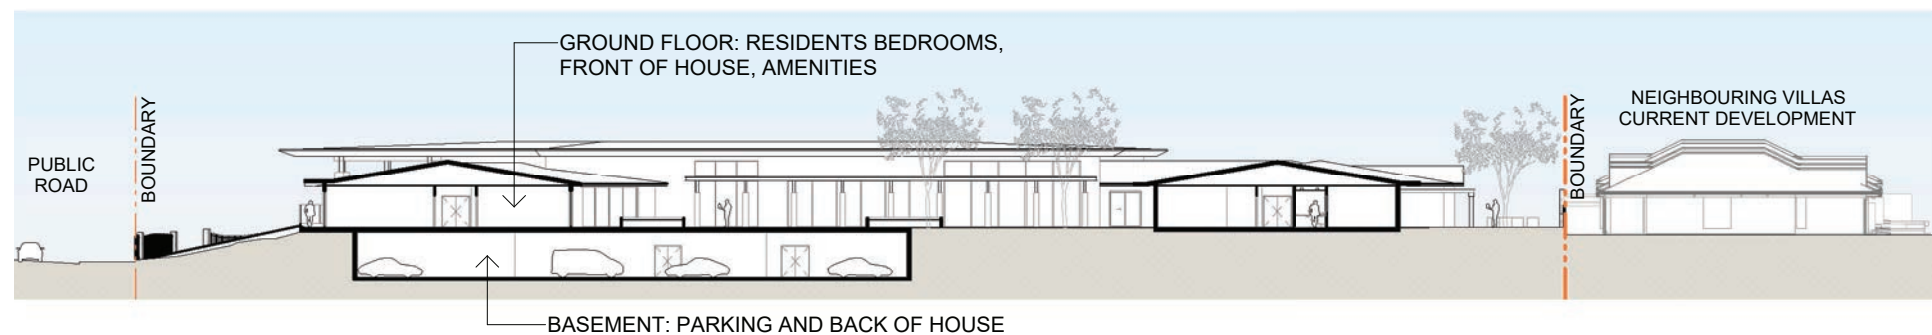 GROUND FLOOR: RESIDENTS BEDROOMS,
FRONT OF HOUSE, AMENITIES
PUBLIC
ROAD
BOUNDARY
BOUNDARY
NEIGHBOURING VILLAS
CURRENT DEVELOPMENT
BASEMENT: PARKING AND BACK OF HOUSE